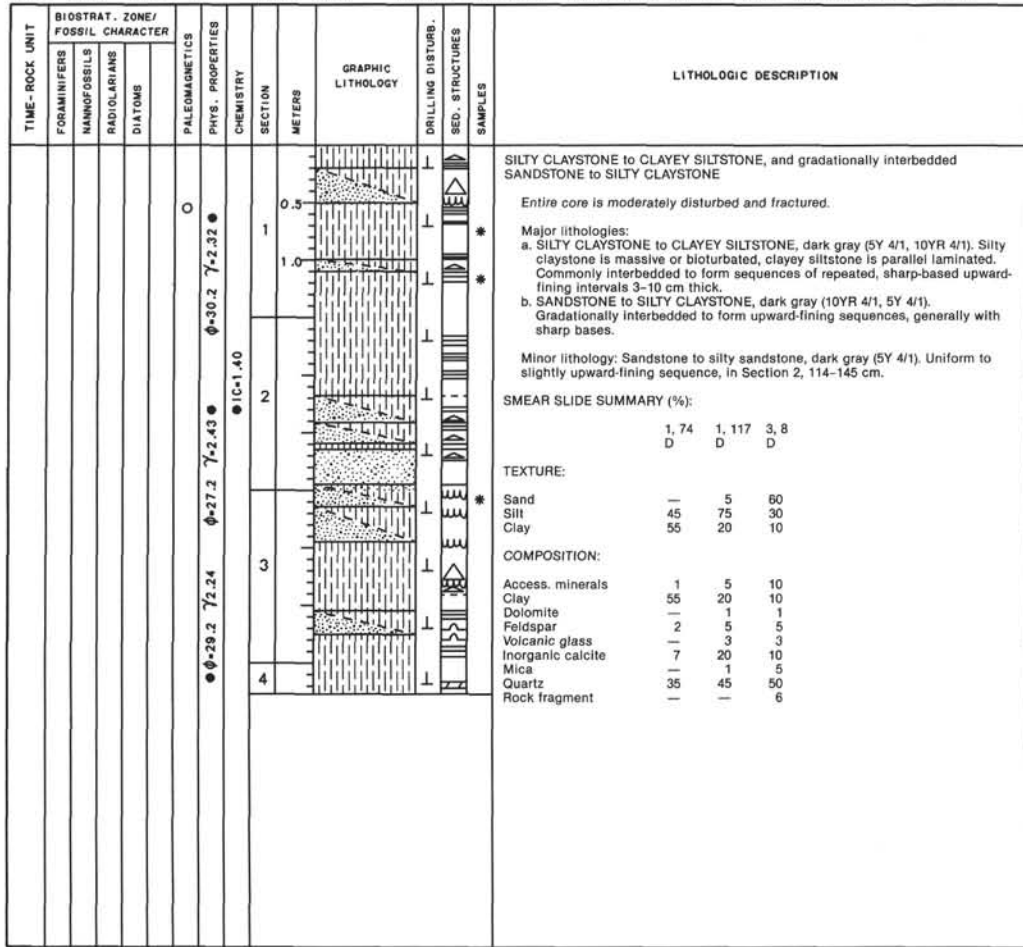 TIME-ROCK UNIT
BIOSTRAT. ZONE/
FOSSIL CHARACTER
FORAMINIFERS
NANNOFOSSILS
RADIOLARIANS
DIATOMS
PALEOMAGNETICS
PHYS. PROPERTIES
CHEMISTRY
SECTION
METERS
GRAPHIC
LITHOLOGY
DRILLING DISTURB.
SED. STRUCTURES
SAMPLES
LITHOLOGIC DESCRIPTION
ϕ=30.2 γ=2.32
ϕ=27.2 γ=2.43
ϕ=29.2 γ2.24
IC=1.40
1
2
3
4
0.5
1.0
*
*
*
SILTY CLAYSTONE to CLAYEY SILTSTONE, and gradationally interbedded
SANDSTONE to SILTY CLAYSTONE
Entire core is moderately disturbed and fractured.
Major lithologies:
a. SILTY CLAYSTONE to CLAYEY SILTSTONE, dark gray (5Y 4/1, 10YR 4/1). Silty
claystone is massive or bioturbated, clayey siltstone is parallel laminated.
Commonly interbedded to form sequences of repeated, sharp-based upward-
fining intervals 3–10 cm thick.
b. SANDSTONE to SILTY CLAYSTONE, dark gray (10YR 4/1, 5Y 4/1).
Gradationally interbedded to form upward-fining sequences, generally with
sharp bases.
Minor lithology: Sandstone to silty sandstone, dark gray (5Y 4/1). Uniform to
slightly upward-fining sequence, in Section 2, 114–145 cm.
SMEAR SLIDE SUMMARY (%):
1, 74 1, 117 3, 8
D D D
TEXTURE:
Sand — 5 60
Silt 45 75 30
Clay 55 20 10
COMPOSITION:
Access. minerals 1 5 10
Clay 55 20 10
Dolomite — 1 1
Feldspar 2 5 5
Volcanic glass — 3 3
Inorganic calcite 7 20 10
Mica — 1 5
Quartz 35 45 50
Rock fragment — — 6